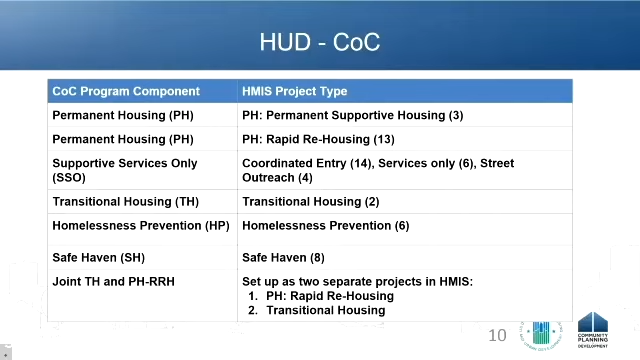 HUD - CoC
CoC Program Component HMIS Project Type
Permanent Housing (PH) PH: Permanent Supportive Housing (3)
Permanent Housing (PH) PH: Rapid Re-Housing (13)
Supportive Services Only Coordinated Entry (14), Services only (6), Street
(SSO) Outreach (4)
Transitional Housing (TH) Transitional Housing (2)
Homelessness Prevention (HP) Homelessness Prevention (6)
Safe Haven (SH) Safe Haven (8)
Joint TH and PH-RRH Set up as two separate projects in HMIS:
1. PH: Rapid Re-Housing
2. Transitional Housing
10
COMMUNITY
PLANNING
DEVELOPMENT